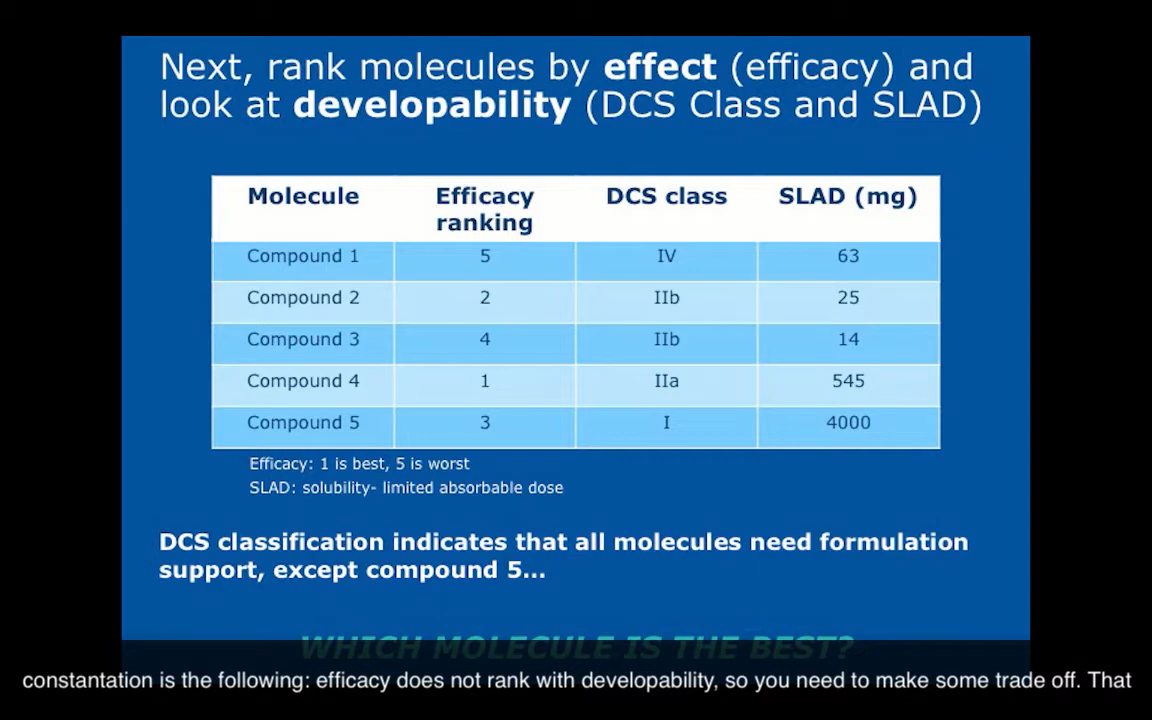 Next, rank molecules by effect (efficacy) and
look at developability (DCS Class and SLAD)
Molecule Efficacy ranking DCS class SLAD (mg)
Compound 1 5 IV 63
Compound 2 2 IIb 25
Compound 3 4 IIb 14
Compound 4 1 IIa 545
Compound 5 3 I 4000
Efficacy: 1 is best, 5 is worst
SLAD: solubility- limited absorbable dose
DCS classification indicates that all molecules need formulation
support, except compound 5...
WHICH MOLECULE IS THE BEST?
constantation is the following: efficacy does not rank with developability, so you need to make some trade off. That